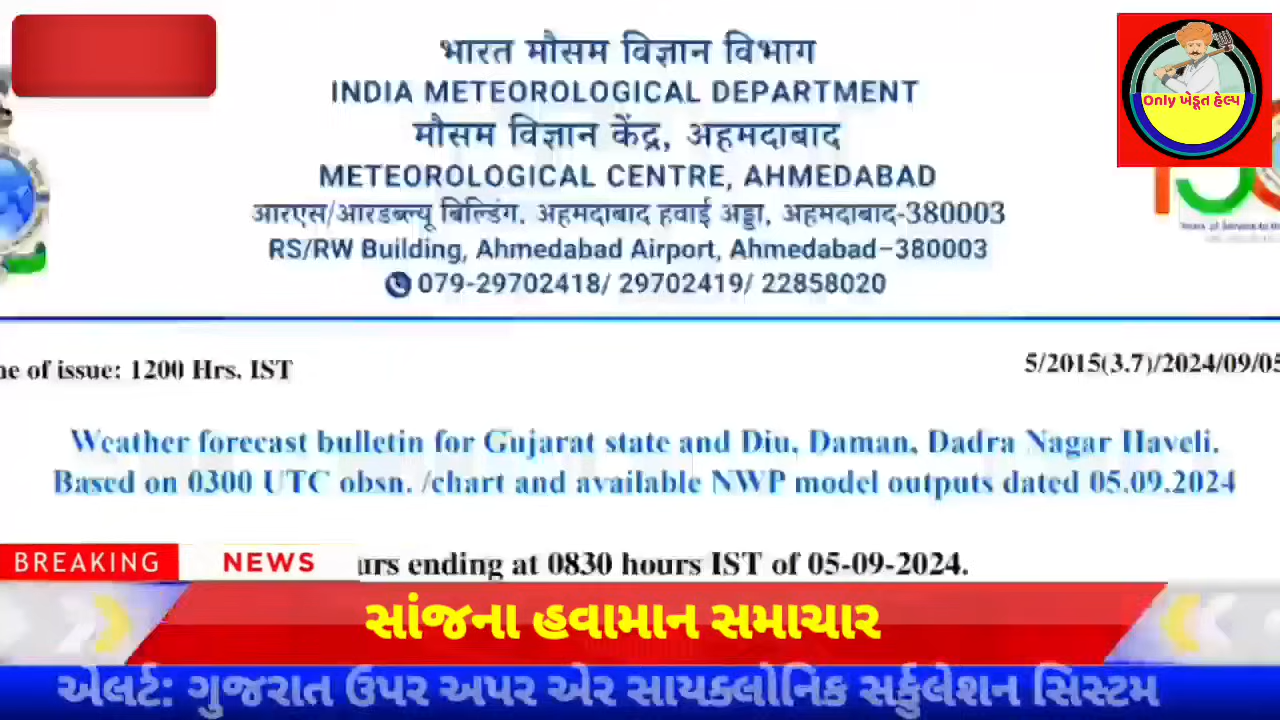 भारत मौसम विज्ञान विभाग
INDIA METEOROLOGICAL DEPARTMENT
मौसम विज्ञान केंद्र, अहमदाबाद
METEOROLOGICAL CENTRE, AHMEDABAD
आरएस/आरडब्ल्यू बिल्डिंग, अहमदाबाद हवाई अड्डा, अहमदाबाद-380003
RS/RW Building, Ahmedabad Airport, Ahmedabad-380003
079-29702418/ 29702419/ 22858020
Only ખેડૂત હેલ્પ
of issue: 1200 Hrs. IST
5/2015(3.7)/2024/09/05
Weather forecast bulletin for Gujarat state and Diu, Daman, Dadra Nagar Haveli.
Based on 0300 UTC obsn. /chart and available NWP model outputs dated 05.09.2024
ending at 0830 hours IST of 05-09-2024.
BREAKING NEWS
સાંજના હવામાન સમાચાર
એલર્ટ: ગુજરાત ઉપર અપર એર સાયક્લોનિક સર્કુલેશન સિસ્ટમ